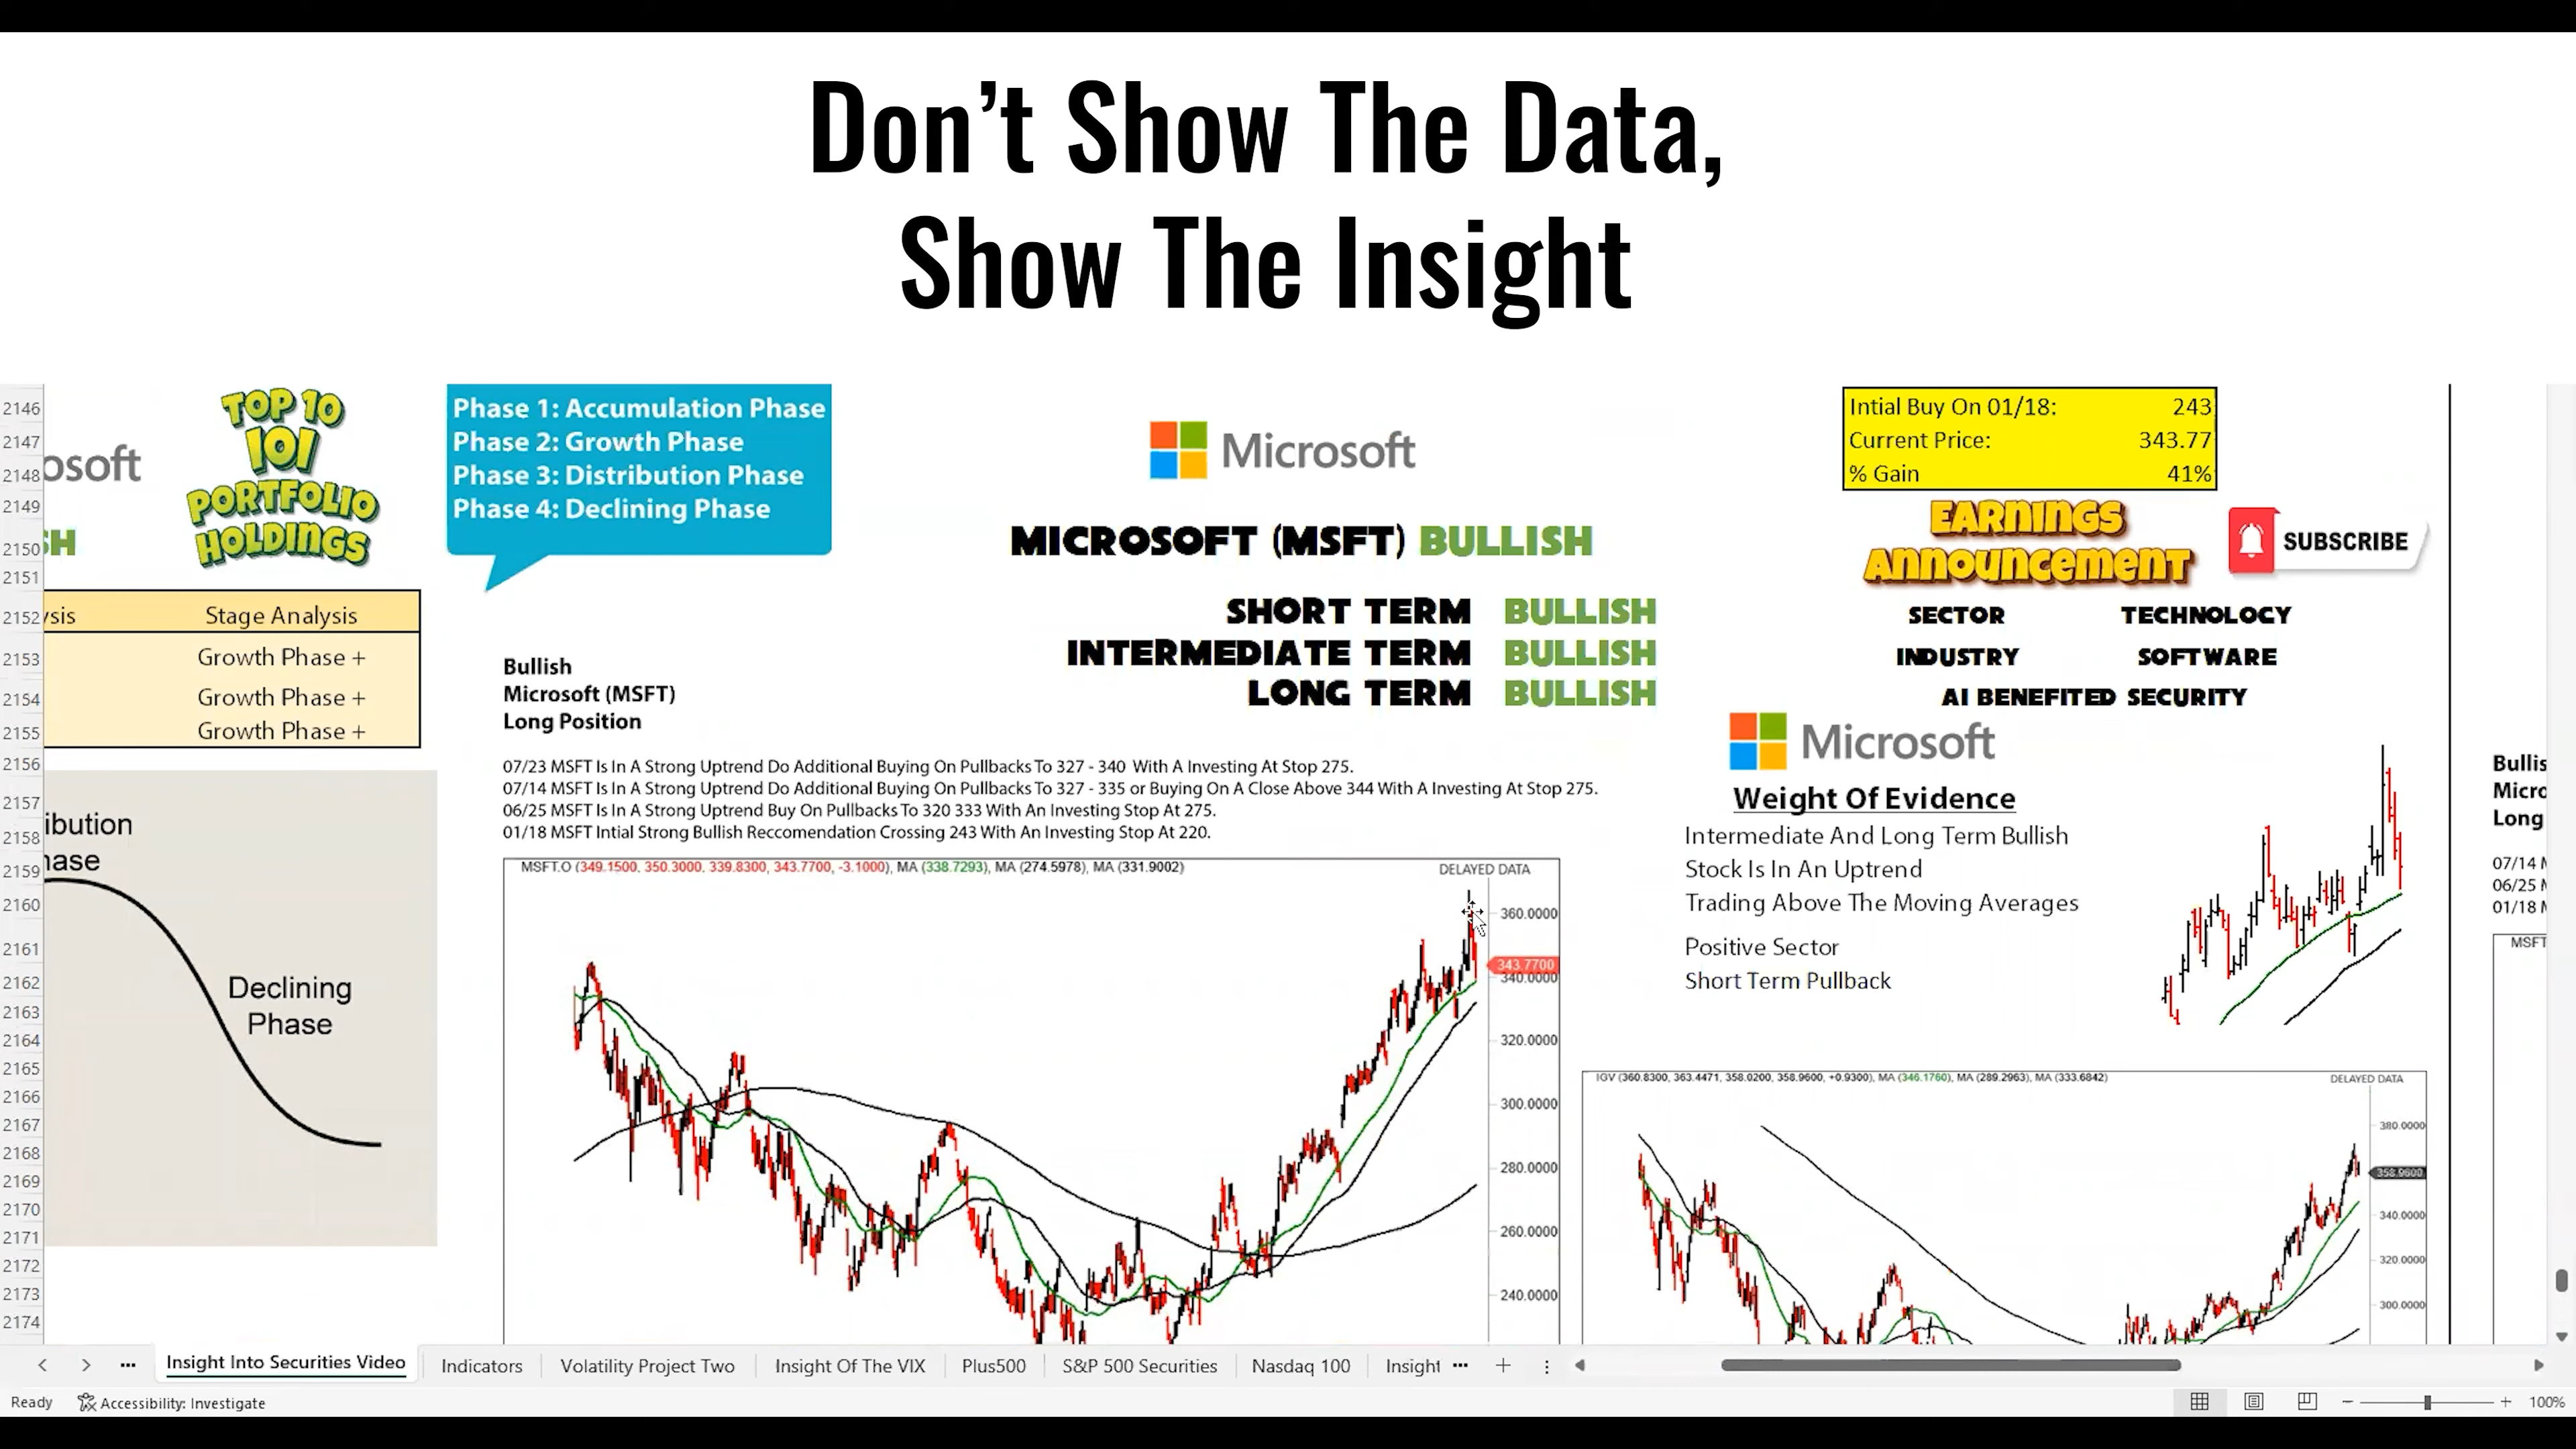 Don't Show The Data,
Show The Insight
osoft
TOP 10
101
PORTFOLIO
HOLDINGS
Phase 1: Accumulation Phase
Phase 2: Growth Phase
Phase 3: Distribution Phase
Phase 4: Declining Phase
Microsoft
MICROSOFT (MSFT) BULLISH
SHORT TERM BULLISH
INTERMEDIATE TERM BULLISH
LONG TERM BULLISH
Intial Buy On 01/18: 243
Current Price: 343.77
% Gain 41%
EARNINGS
ANNOUNCEMENT
SUBSCRIBE
SECTOR TECHNOLOGY
INDUSTRY SOFTWARE
AI BENEFITED SECURITY
SH
ysis Stage Analysis
Growth Phase +
Growth Phase +
Growth Phase +
ibution
hase
Declining
Phase
Bullish
Microsoft (MSFT)
Long Position
07/23 MSFT Is In A Strong Uptrend Do Additional Buying On Pullbacks To 327 - 340 With A Investing At Stop 275.
07/14 MSFT Is In A Strong Uptrend Do Additional Buying On Pullbacks To 327 - 335 or Buying On A Close Above 344 With A Investing At Stop 275.
06/25 MSFT Is In A Strong Uptrend Buy On Pullbacks To 320 333 With An Investing Stop At 275.
01/18 MSFT Intial Strong Bullish Reccomendation Crossing 243 With An Investing Stop At 220.
MSFT.O (349.1500, 350.3000, 339.8300, 343.7700, -3.1000), MA (338.7293), MA (274.5978), MA (331.9002)
DELAYED DATA
360.0000
343.7700
340.0000
320.0000
300.0000
280.0000
260.0000
240.0000
Microsoft
Weight Of Evidence
Intermediate And Long Term Bullish
Stock Is In An Uptrend
Trading Above The Moving Averages
Positive Sector
Short Term Pullback
IGV (360.8300, 363.4471, 358.0200, 358.9600, +0.9300), MA (346.1760), MA (289.2963), MA (333.6842)
DELAYED DATA
380.0000
358.9600
340.0000
320.0000
300.0000
Bullis
Micro
Long
07/14 M
06/25 M
01/18 M
MSFT
2146
2147
2148
2149
2150
2151
2152
2153
2154
2155
2156
2157
2158
2159
2160
2161
2162
2163
2164
2165
2166
2167
2168
2169
2170
2171
2172
2173
2174
Insight Into Securities Video Indicators Volatility Project Two Insight Of The VIX Plus500 S&P 500 Securities Nasdaq 100 Insight
Ready Accessibility: Investigate 100%